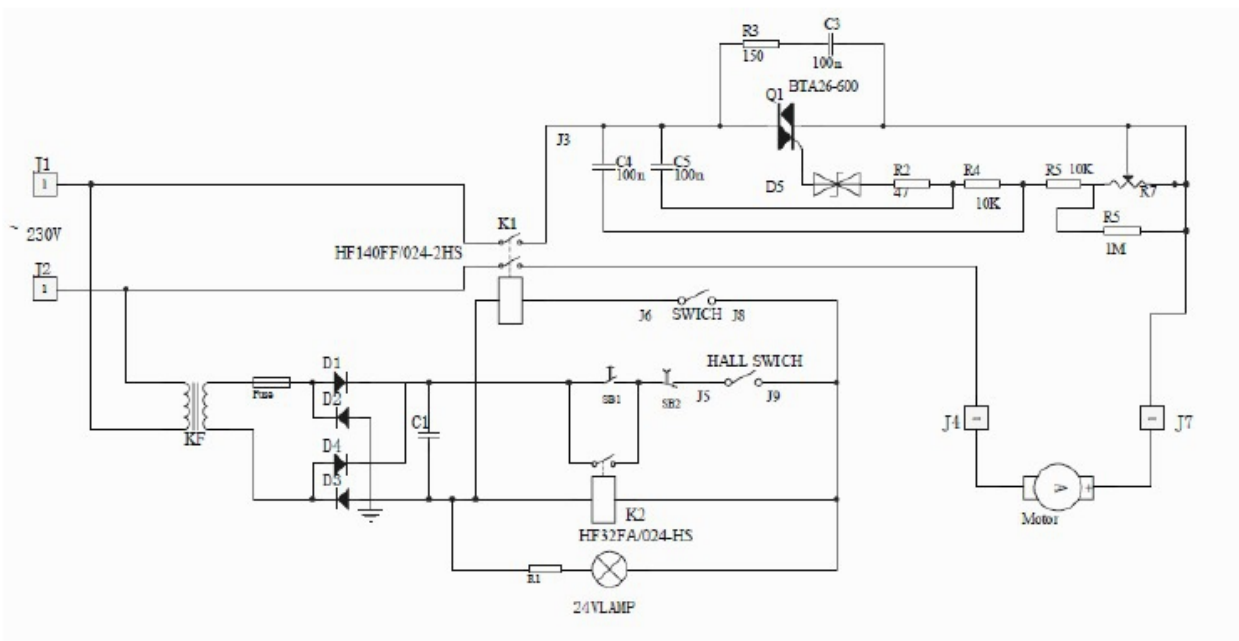 R3
150
C3
100n
BTA26-600
Q1
J3
C4
100n
C5
100n
D5
R2
47
R4
10K
R5 10K
R7
R5
1M
J1
1
~ 230V
J2
1
K1
HF140FF/024-2HS
J6 SWICH J8
HALL SWICH
D1
Fuse
D2
C1
SB1
SB2
J5
J9
KF
D4
D3
K2
HF32FA/024-HS
R1
24VLAMP
J4
J7
Motor
+